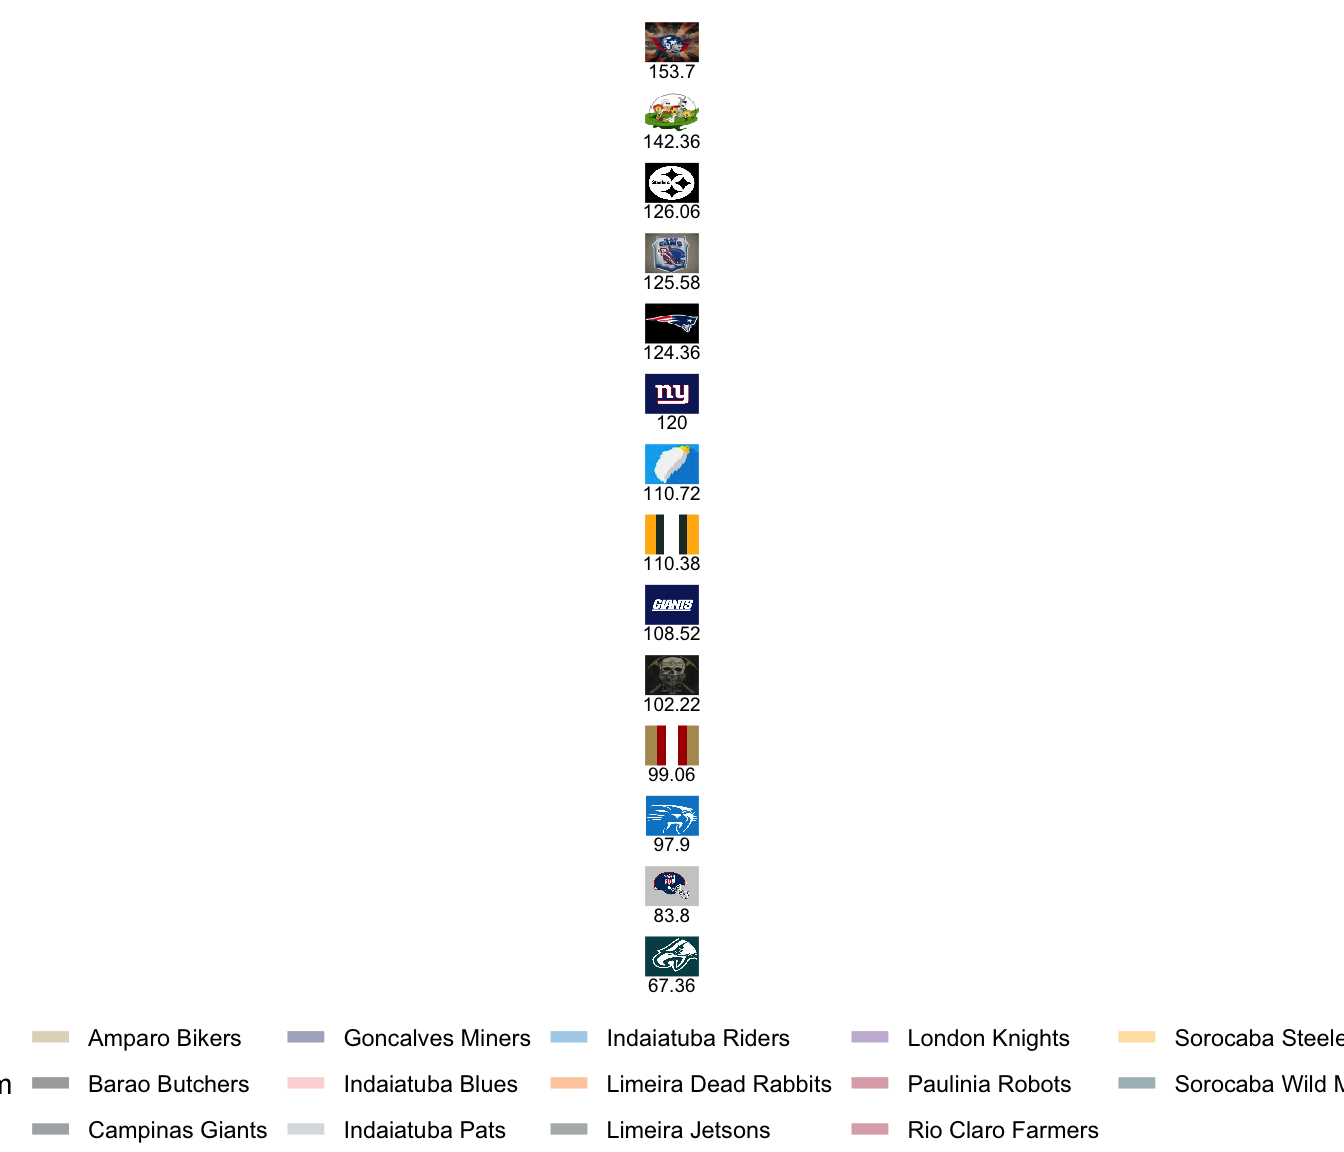 153.7
142.36
Steelers
126.06
125.58
124.36
ny
120
110.72
110.38
GIANTS
108.52
102.22
99.06
97.9
83.8
67.36
Amparo Bikers Goncalves Miners Indaiatuba Riders London Knights Sorocaba Steele
m Barao Butchers Indaiatuba Blues Limeira Dead Rabbits Paulinia Robots Sorocaba Wild M
Campinas Giants Indaiatuba Pats Limeira Jetsons Rio Claro Farmers